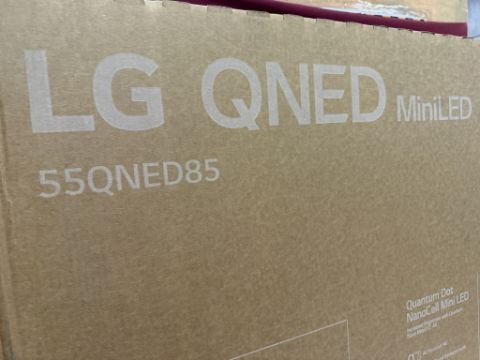 LG QNED MiniLED
55QNED85
Quantum Dot
NanoCell Mini LED